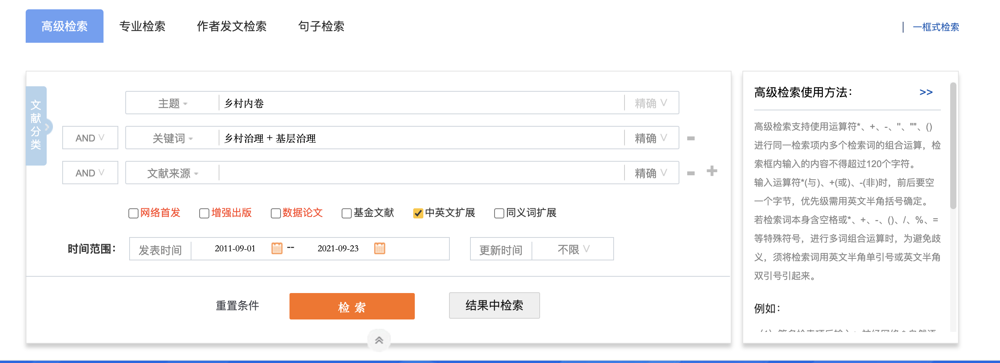 高级检索 专业检索 作者发文检索 句子检索 一框式检索
文献分类
主题 乡村内卷 精确
AND 关键词 乡村治理 + 基层治理 精确
AND 文献来源 精确
网络首发 增强出版 数据论文 基金文献 中英文扩展 同义词扩展
时间范围： 发表时间 2011-09-01 -- 2021-09-23 更新时间 不限
重置条件 检 索 结果中检索
高级检索使用方法： >>
高级检索支持使用运算符*、+、-、''、""、()
进行同一检索项内多个检索词的组合运算，检
索框内输入的内容不得超过120个字符。
输入运算符*(与)、+(或)、-(非)时，前后要空
一个字节，优先级需用英文半角括号确定。
若检索词本身含空格或*、+、-、()、/、%、=
等特殊符号，进行多词组合运算时，为避免歧
义，须将检索词用英文半角单引号或英文半角
双引号引起来。
例如：